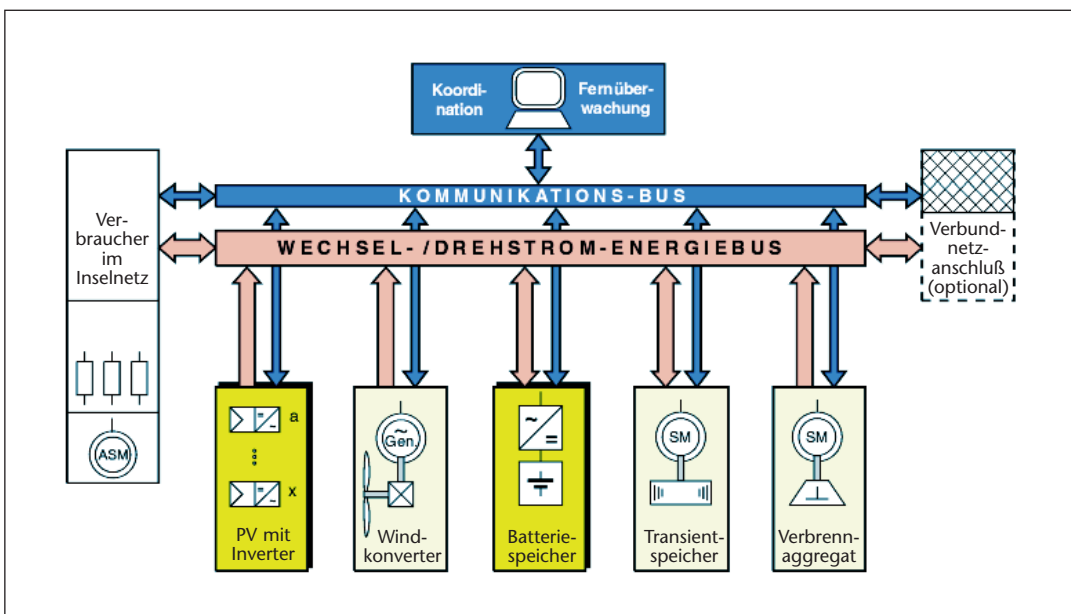 Koordi-
nation
Fernüber-
wachung
KOMMUNIKATIONS-BUS
WECHSEL-/DREHSTROM-ENERGIEBUS
Ver-
braucher
im
Inselnetz
ASM
Verbund-
netz-
anschluß
(optional)
= ~ a
= ~ x
PV mit
Inverter
~
Gen.
Wind-
konverter
~
=
Batterie-
speicher
SM
Transient-
speicher
SM
Verbrenn-
aggregat